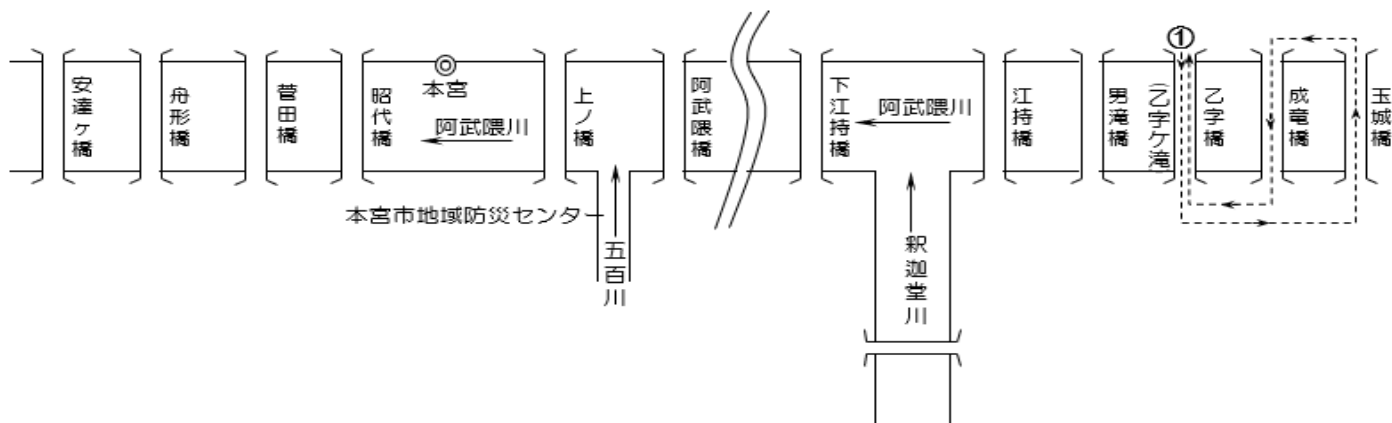 安達ケ橋
舟形橋
菅田橋
昭代橋
本宮
阿武隈川
上ノ橋
本宮市地域防災センター
五百川
阿武隈橋
下江持橋
阿武隈川
釈迦堂川
江持橋
男滝橋
(乙字ケ滝)
①
乙字橋
成竜橋
玉城橋